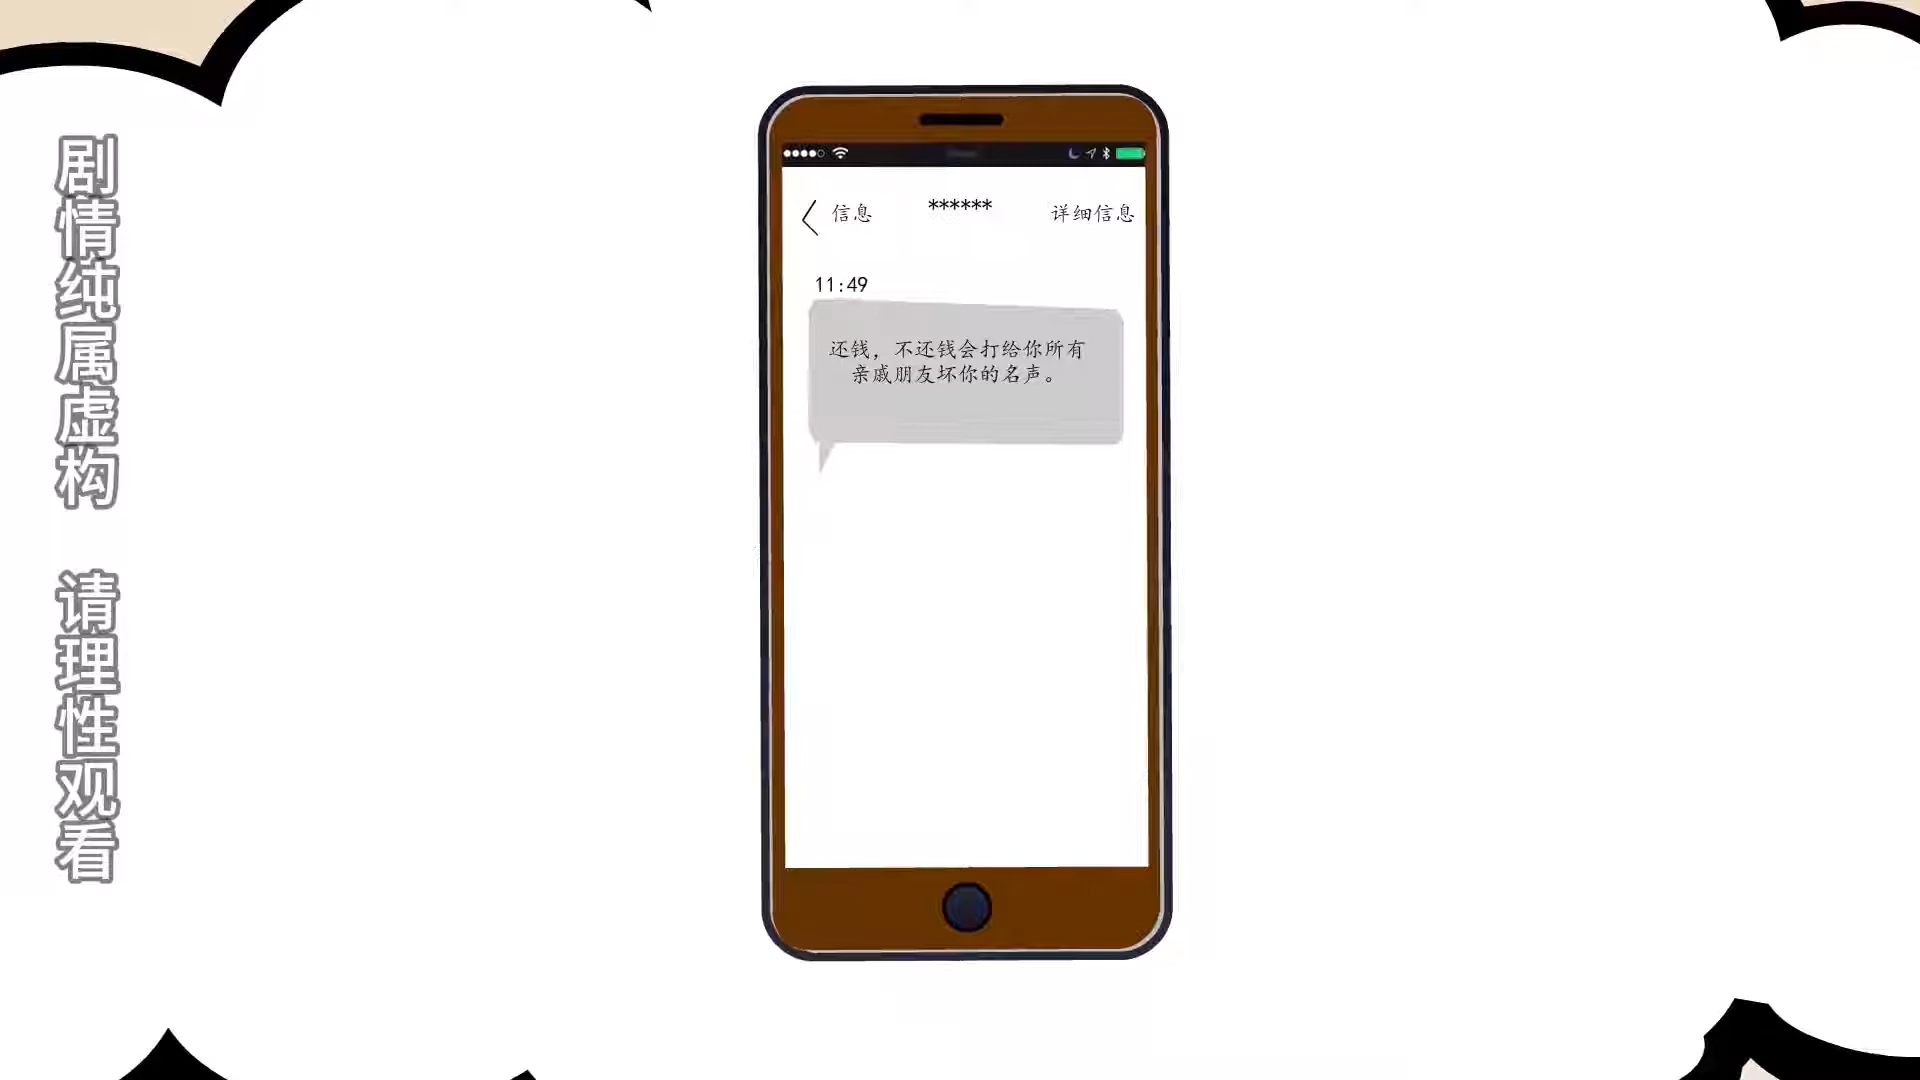 剧情纯属虚构 请理性观看
信息
******
详细信息
11:49
还钱，不还钱会打给你所有
亲戚朋友坏你的名声。